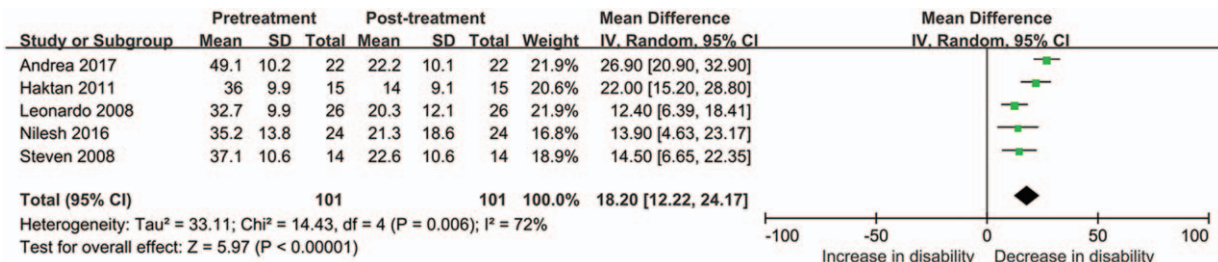 Pretreatment Post-treatment Mean Difference Mean Difference
Study or Subgroup Mean SD Total Mean SD Total Weight IV, Random, 95% CI IV, Random, 95% CI
Andrea 2017 49.1 10.2 22 22.2 10.1 22 21.9% 26.90 [20.90, 32.90]
Haktan 2011 36 9.9 15 14 9.1 15 20.6% 22.00 [15.20, 28.80]
Leonardo 2008 32.7 9.9 26 20.3 12.1 26 21.9% 12.40 [6.39, 18.41]
Nilesh 2016 35.2 13.8 24 21.3 18.6 24 16.8% 13.90 [4.63, 23.17]
Steven 2008 37.1 10.6 14 22.6 10.6 14 18.9% 14.50 [6.65, 22.35]
Total (95% CI) 101 101 100.0% 18.20 [12.22, 24.17]
Heterogeneity: Tau² = 33.11; Chi² = 14.43, df = 4 (P = 0.006); I² = 72%
Test for overall effect: Z = 5.97 (P < 0.00001)
-100 -50 0 50 100
Increase in disability Decrease in disability